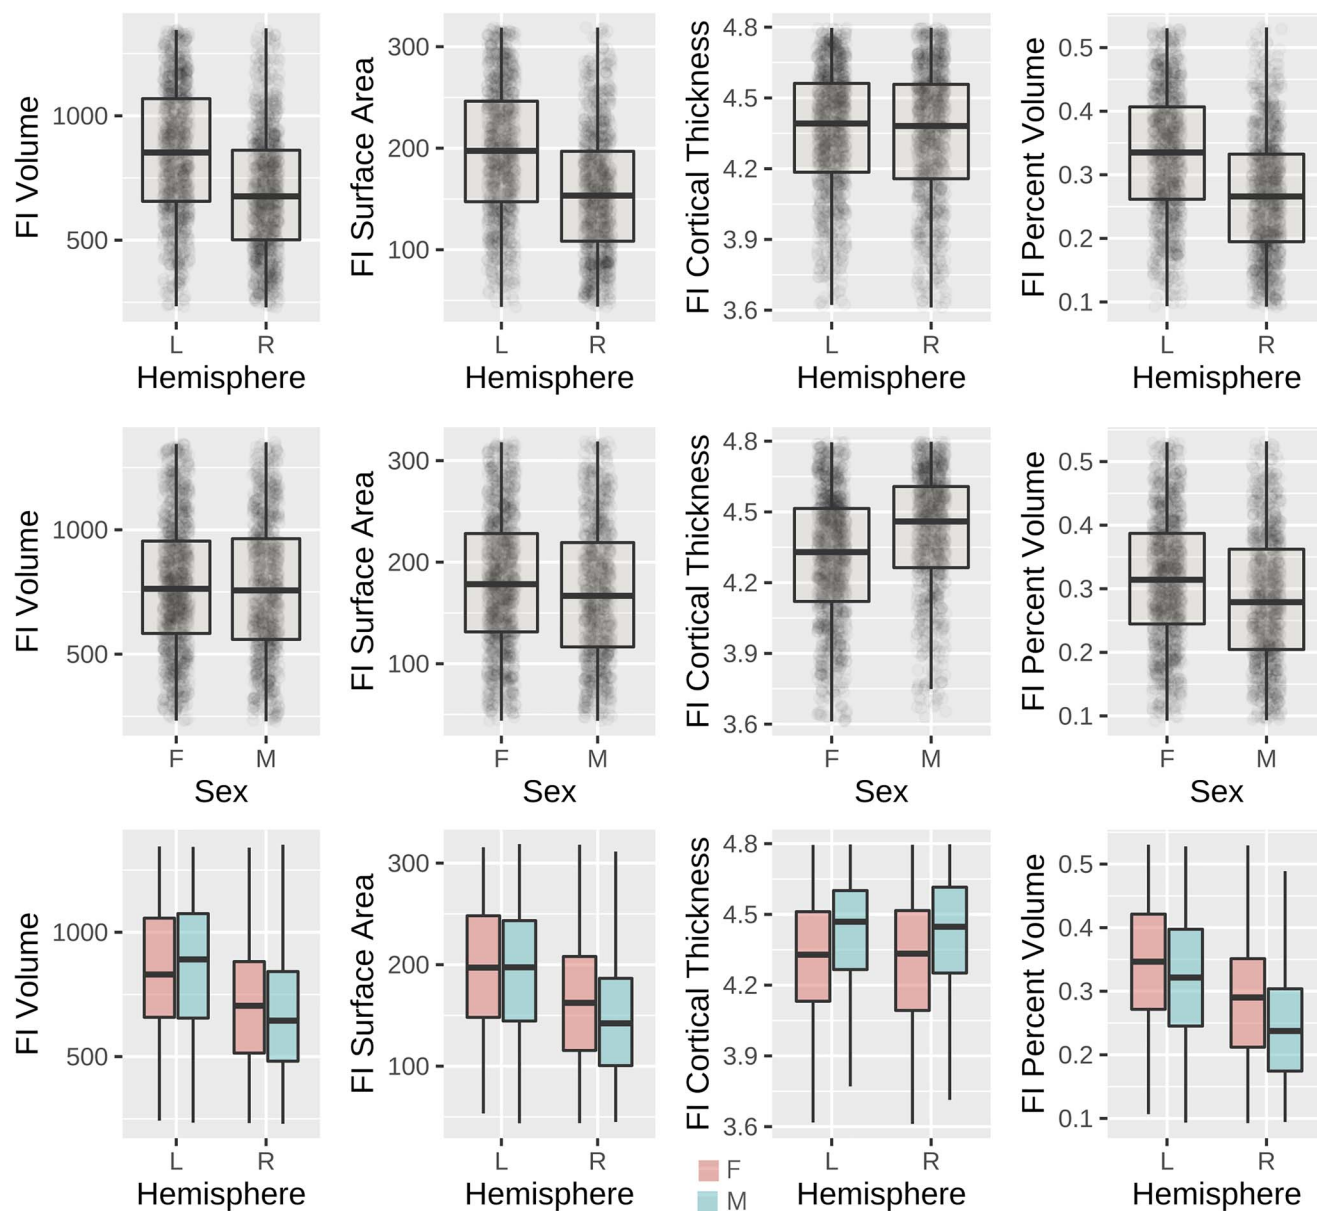 FI Volume
1000
500
L
R
Hemisphere
FI Surface Area
300
200
100
L
R
Hemisphere
FI Cortical Thickness
4.8
4.5
4.2
3.9
3.6
L
R
Hemisphere
FI Percent Volume
0.5
0.4
0.3
0.2
0.1
L
R
Hemisphere
FI Volume
1000
500
F
M
Sex
FI Surface Area
300
200
100
F
M
Sex
FI Cortical Thickness
4.8
4.5
4.2
3.9
3.6
F
M
Sex
FI Percent Volume
0.5
0.4
0.3
0.2
0.1
F
M
Sex
FI Volume
1000
500
L
R
Hemisphere
FI Surface Area
300
200
100
L
R
Hemisphere
FI Cortical Thickness
4.8
4.5
4.2
3.9
3.6
L
R
Hemisphere
F
M
FI Percent Volume
0.5
0.4
0.3
0.2
0.1
L
R
Hemisphere